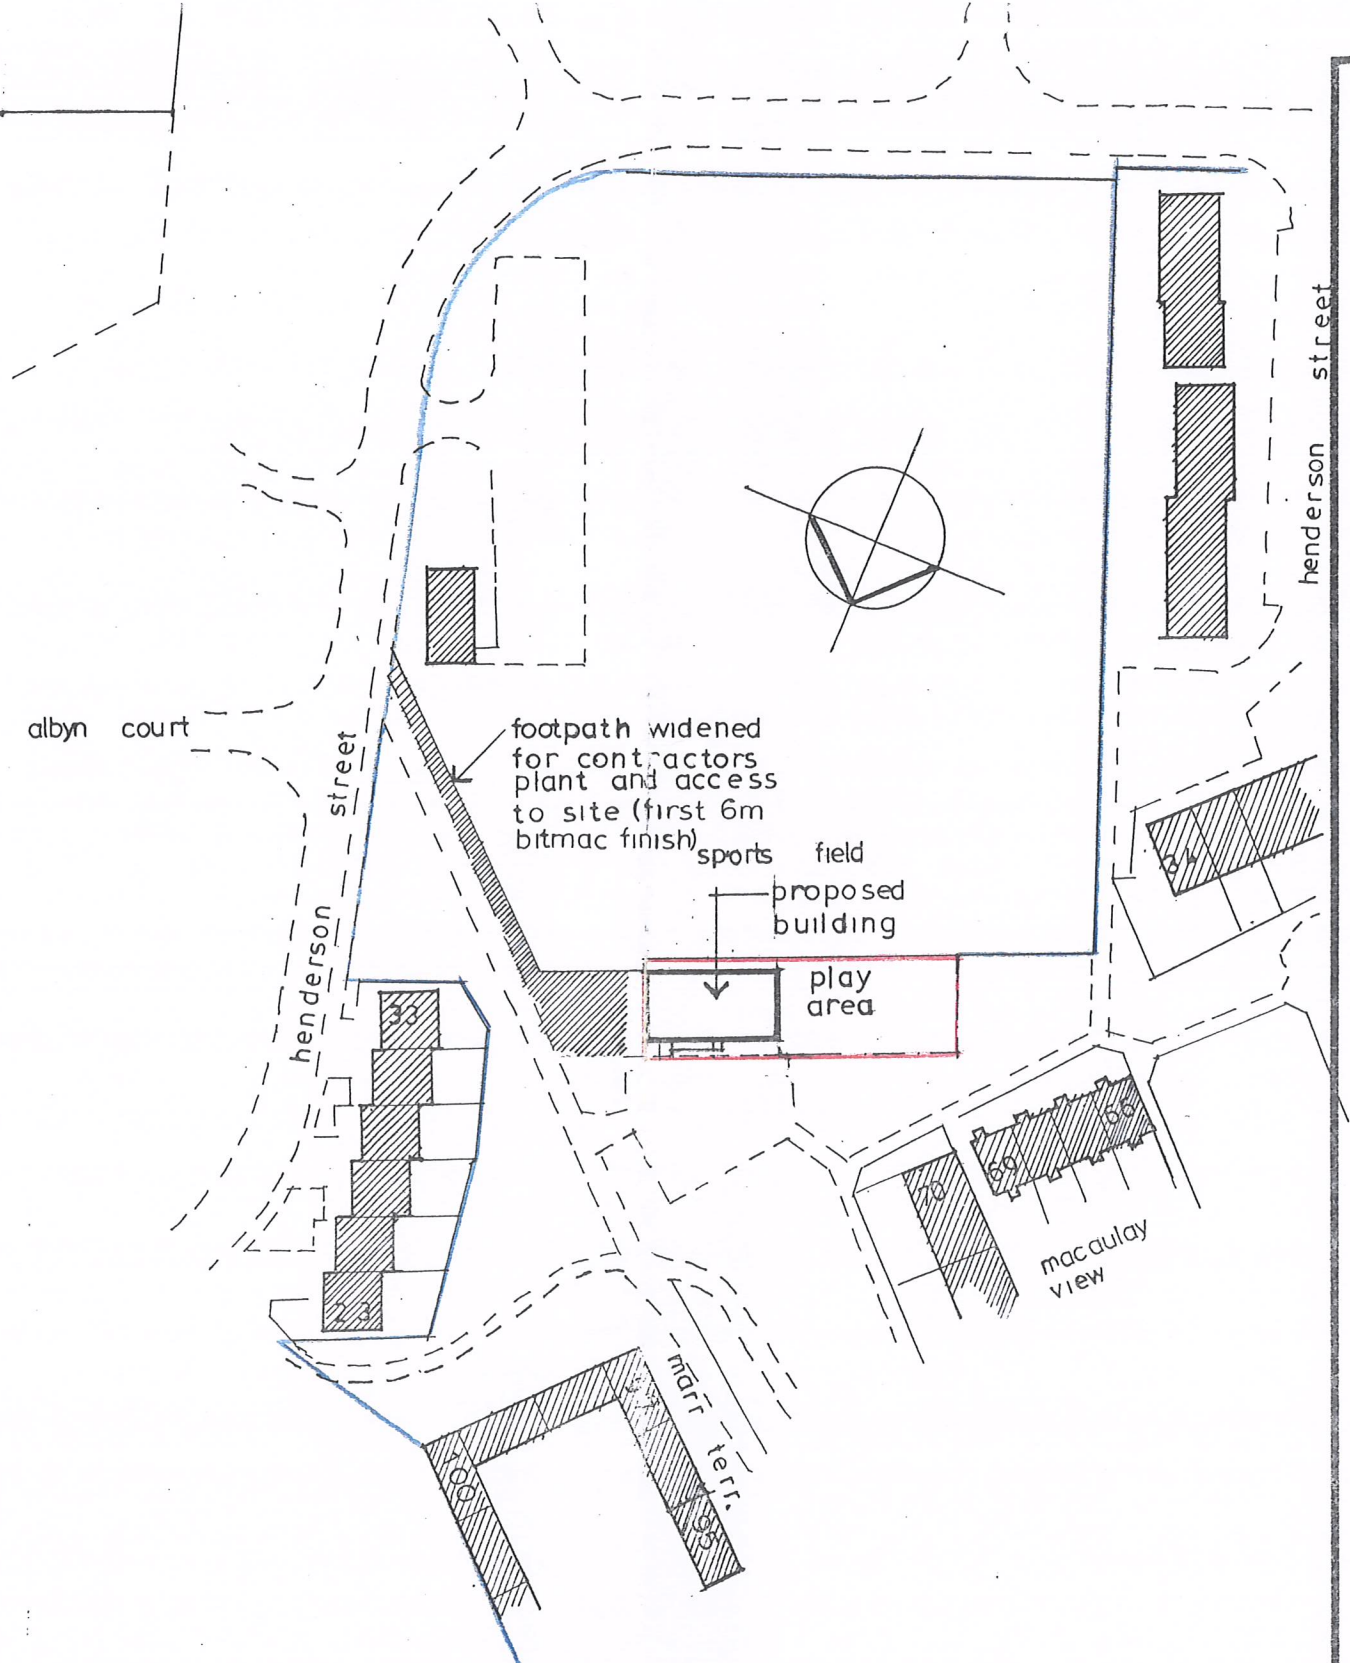 henderson street
albyn court
street
footpath widened
for contractors
plant and access
to site (first 6m
bitmac finish)
sports field
proposed
building
play
area
henderson
33
23
66
69
70
macaulay
view
marr terr.
100